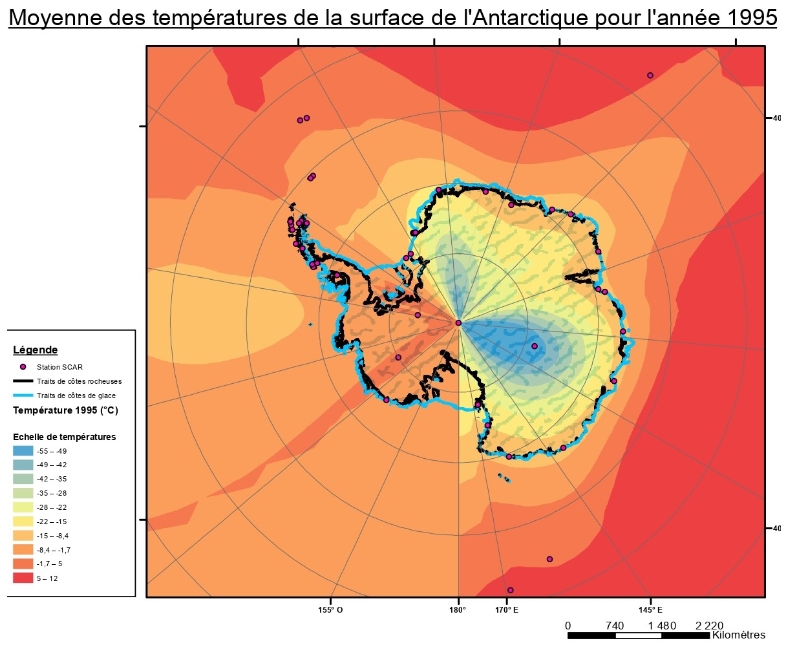 Moyenne des températures de la surface de l'Antarctique pour l'année 1995
40
Légende
Station SCAR
Traits de côtes rocheuses
Traits de côtes de glace
Température 1995 (°C)
Echelle de températures
-55 – -49
-49 – -42
-42 – -35
-35 – -28
-28 – -22
-22 – -15
-15 – -8,4
-8,4 – -1,7
-1,7 – 5
5 – 12
40
155° O 180° 170° E 145° E
0 740 1 480 2 220
Kilomètres